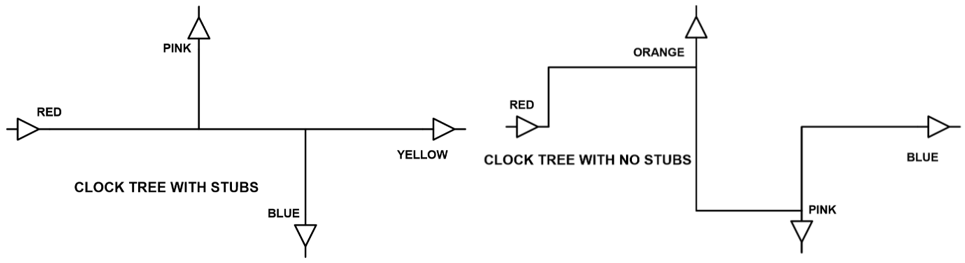 PINK
RED
YELLOW
CLOCK TREE WITH STUBS
BLUE
ORANGE
RED
CLOCK TREE WITH NO STUBS
BLUE
PINK